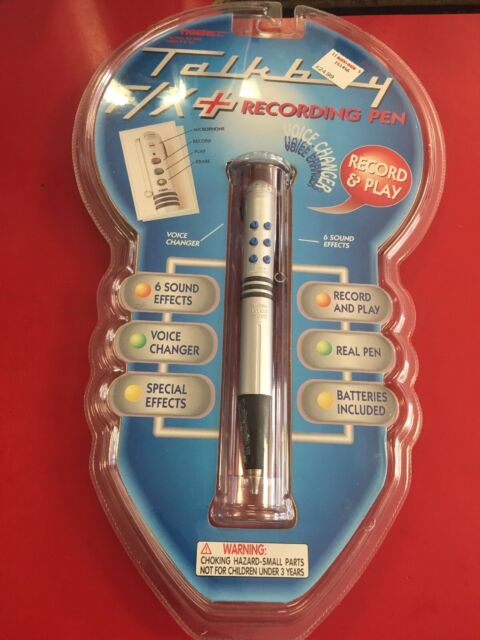 TIGER
Talkboy
F/X+ RECORDING PEN
MICROPHONE
RECORD
PLAY
ERASE
VOICE CHANGER
RECORD
& PLAY
VOICE
CHANGER
6 SOUND
EFFECTS
6 SOUND
EFFECTS
VOICE
CHANGER
SPECIAL
EFFECTS
RECORD
AND PLAY
REAL PEN
BATTERIES
INCLUDED
WARNING:
CHOKING HAZARD-SMALL PARTS
NOT FOR CHILDREN UNDER 3 YEARS